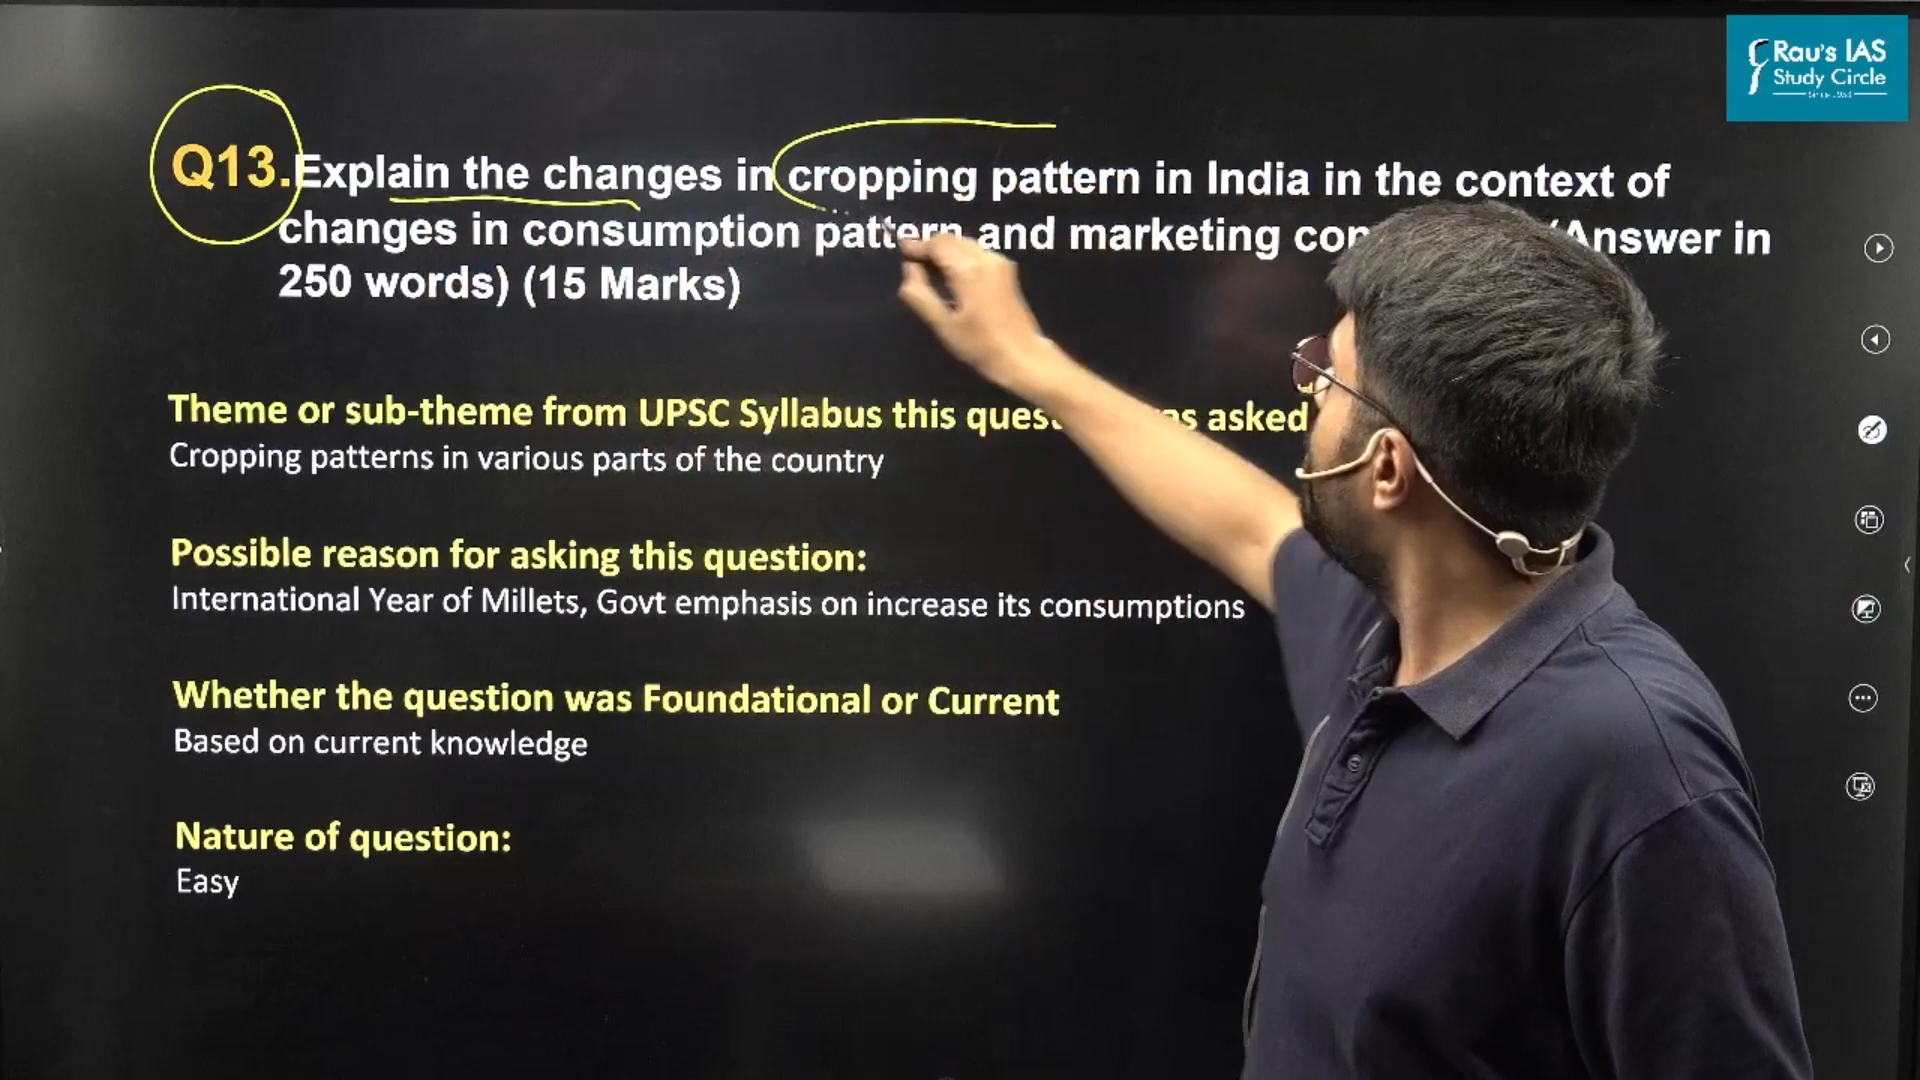 Rau's IAS
Study Circle
Q13. Explain the changes in cropping pattern in India in the context of
changes in consumption pattern and marketing (Answer in
250 words) (15 Marks)
Theme or sub-theme from UPSC Syllabus this asked
Cropping patterns in various parts of the country
Possible reason for asking this question:
International Year of Millets, Govt emphasis on increase its consumptions
Whether the question was Foundational or Current
Based on current knowledge
Nature of question:
Easy